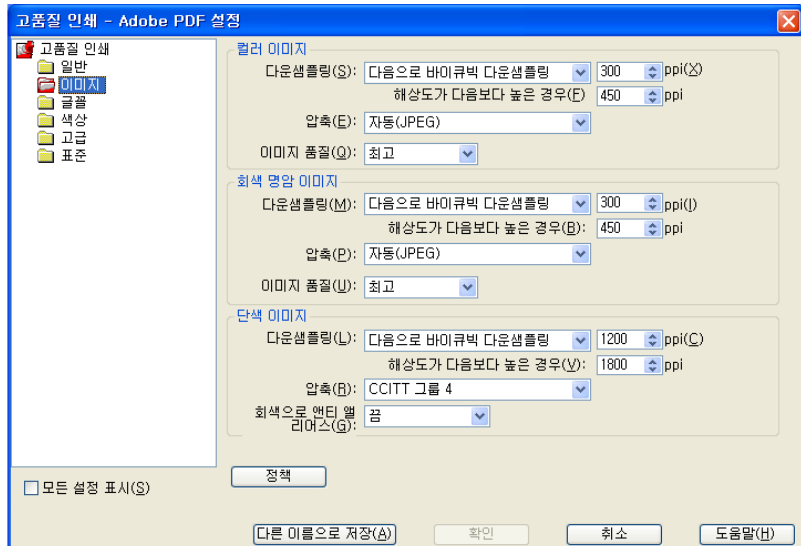 고품질 인쇄 - Adobe PDF 설정
고품질 인쇄
일반
이미지
글꼴
색상
고급
표준
모든 설정 표시(S)
컬러 이미지
다운샘플링(S): 다음으로 바이큐빅 다운샘플링 300 ppi(X)
해상도가 다음보다 높은 경우(F) 450 ppi
압축(E): 자동(JPEG)
이미지 품질(Q): 최고
회색 명암 이미지
다운샘플링(M): 다음으로 바이큐빅 다운샘플링 300 ppi(I)
해상도가 다음보다 높은 경우(B): 450 ppi
압축(P): 자동(JPEG)
이미지 품질(U): 최고
단색 이미지
다운샘플링(L): 다음으로 바이큐빅 다운샘플링 1200 ppi(C)
해상도가 다음보다 높은 경우(V): 1800 ppi
압축(R): CCITT 그룹 4
회색으로 앤티 앨
리어스(G): 끔
정책
다른 이름으로 저장(A) 확인 취소 도움말(H)